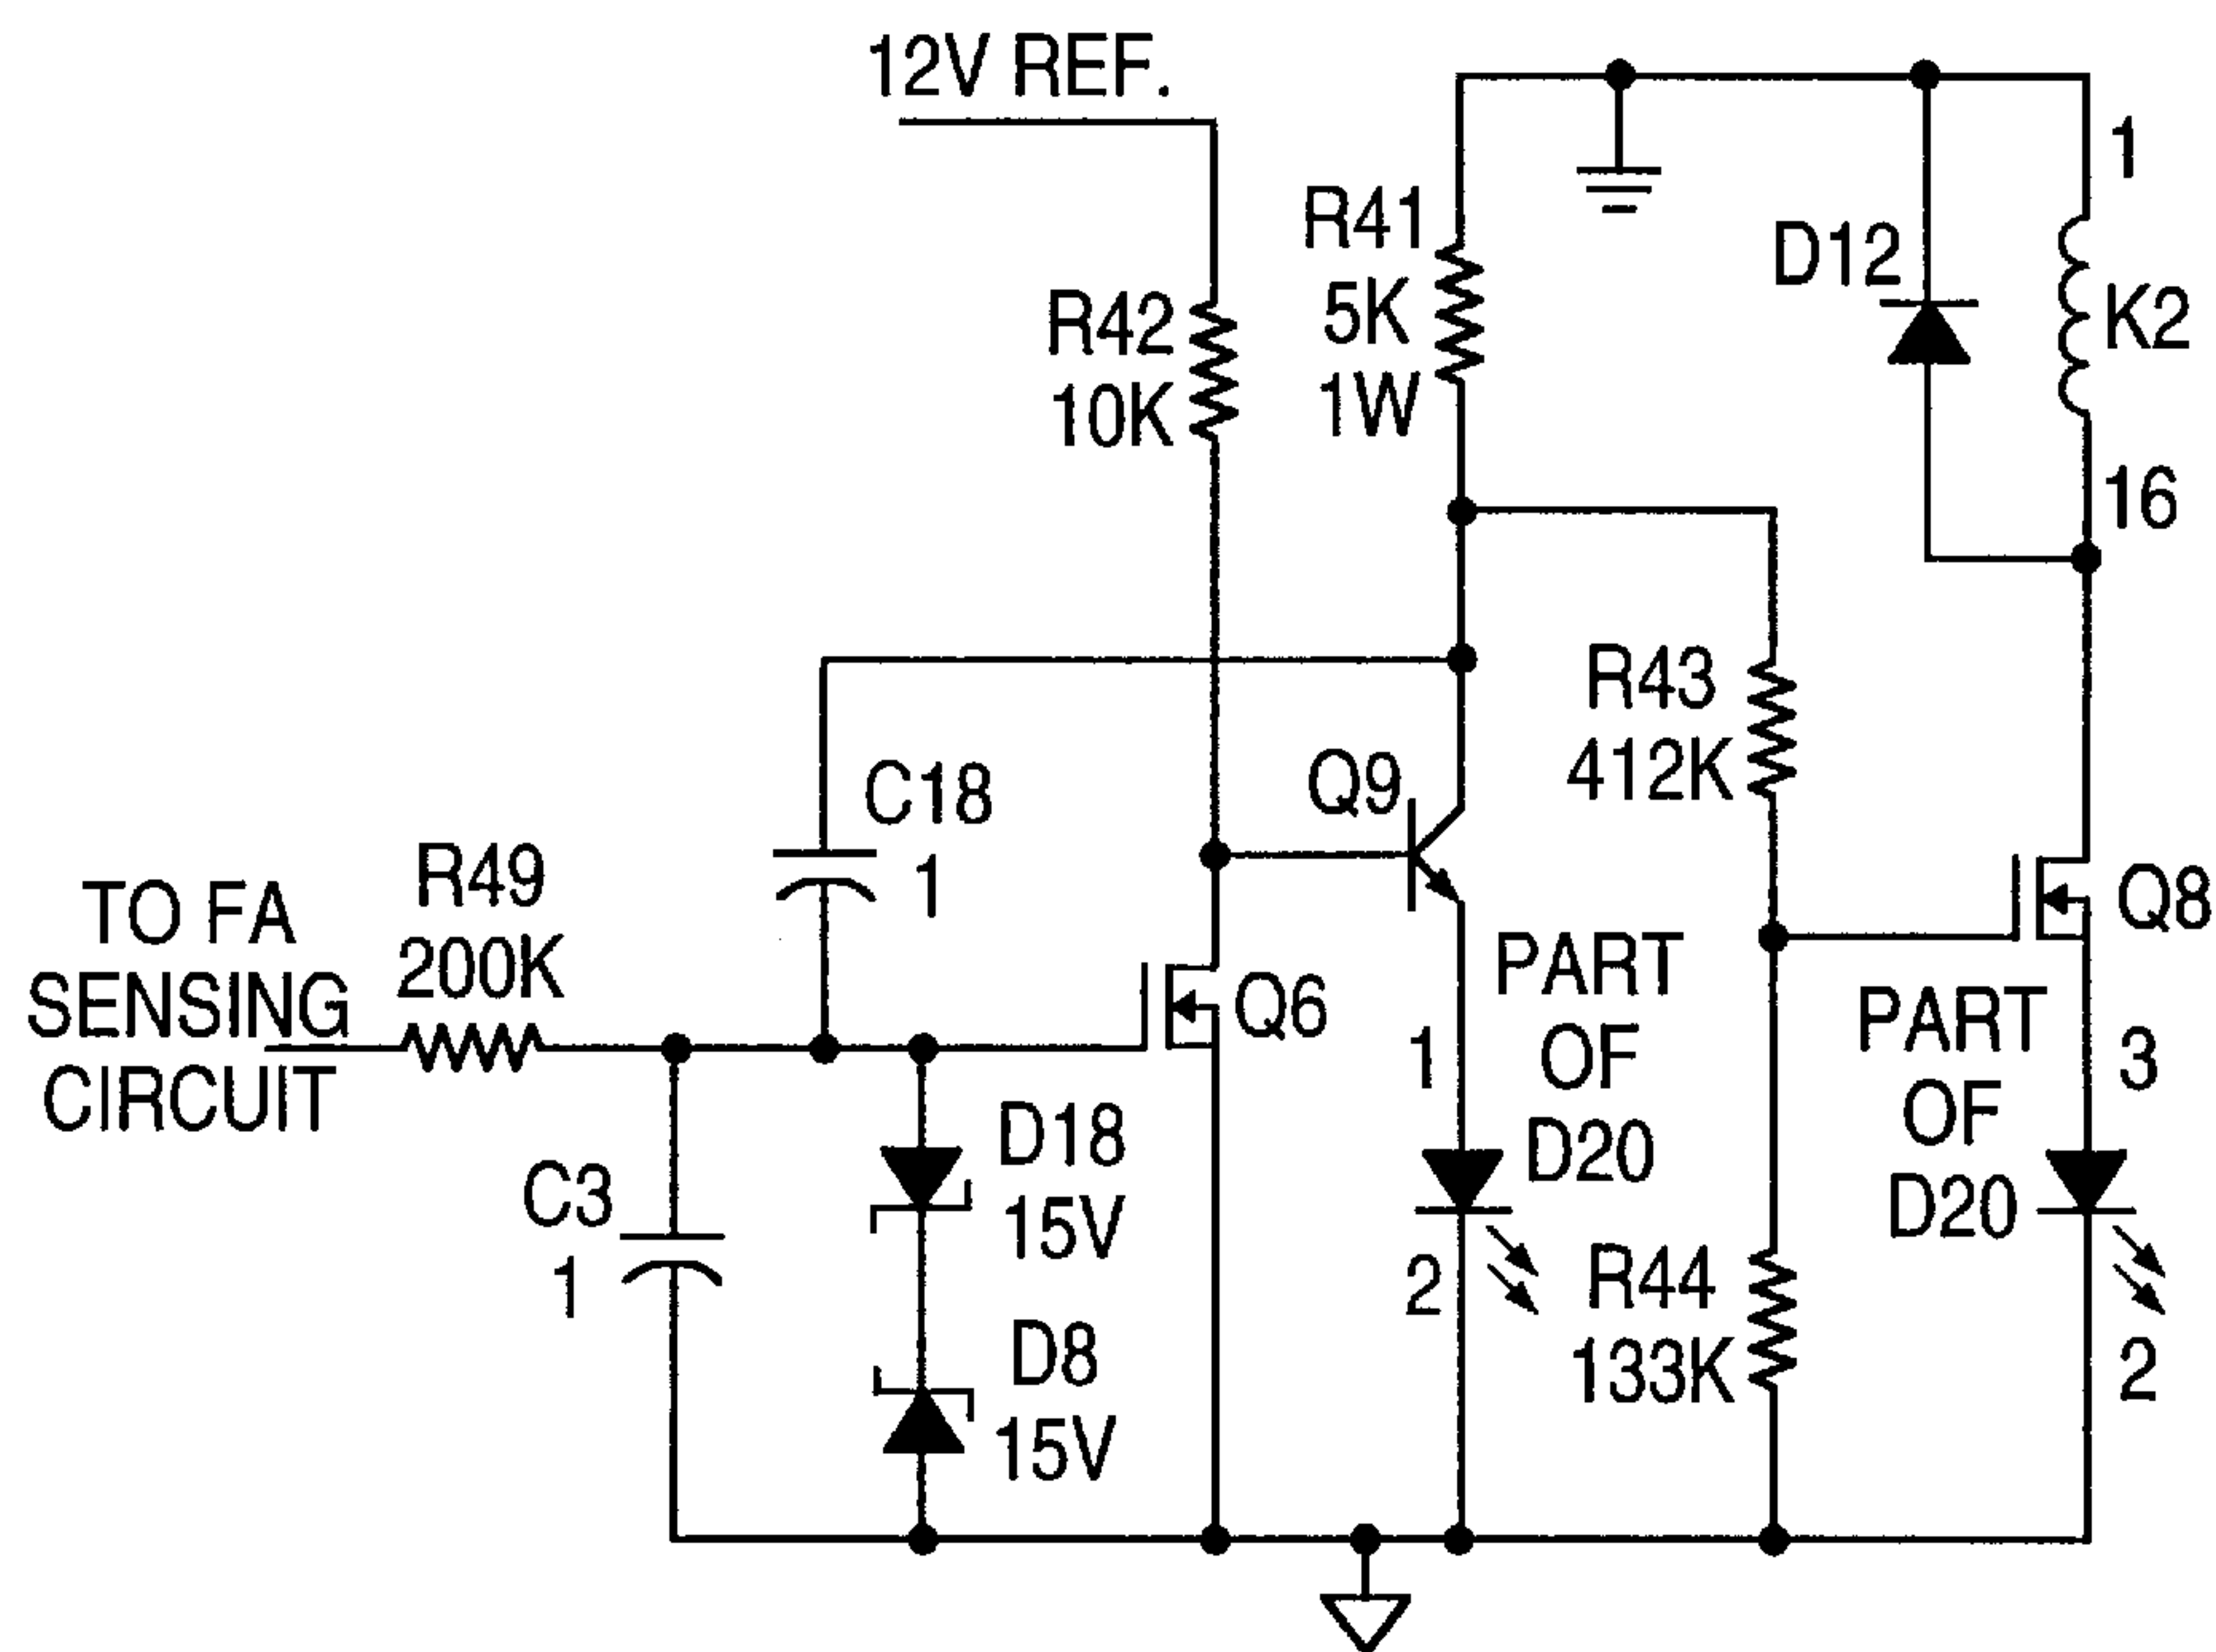 12V REF.
R42
10K
R41
5K
1W
D12
1
K2
16
R43
412K
C18
1
Q9
Q8
TO FA
SENSING
CIRCUIT
R49
200K
Q6
PART
OF
D20
1
2
PART
OF
D20
3
2
C3
1
D18
15V
D8
15V
R44
133K